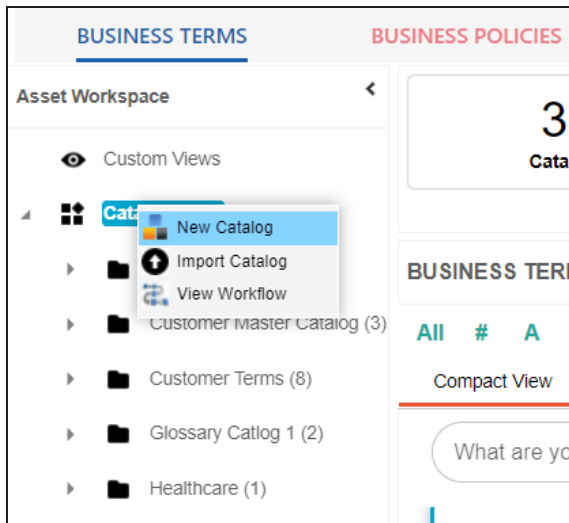 BUSINESS TERMS
BUSINESS POLICIES
Asset Workspace
Custom Views
New Catalog
Import Catalog
View Workflow
Customer Master Catalog (3)
Customer Terms (8)
Glossary Catlog 1 (2)
Healthcare (1)
3
Cata
BUSINESS TER
All # A
Compact View
What are yo